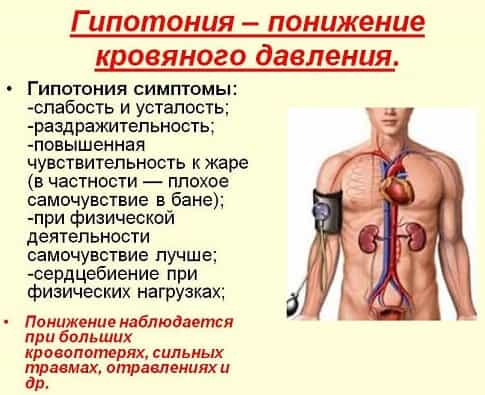 Гипотония – понижение
кровяного давления.
• Гипотония симптомы:
-слабость и усталость;
-раздражительность;
-повышенная
чувствительность к жаре
(в частности — плохое
самочувствие в бане);
-при физической
деятельности
самочувствие лучше;
-сердцебиение при
физических нагрузках;
• Понижение наблюдается
при больших
кровопотерях, сильных
травмах, отравлениях и
др.